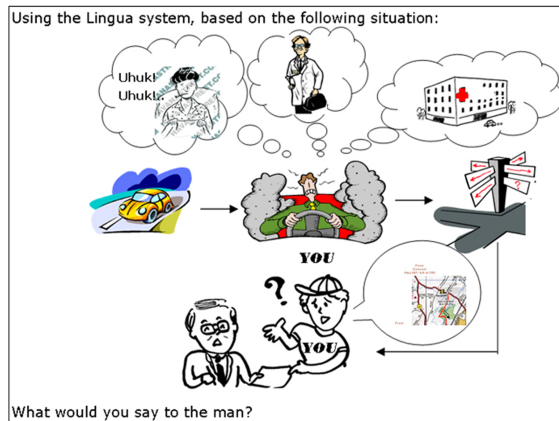 Using the Lingua system, based on the following situation:
Uhuk!
Uhuk!..
?
YOU
?
YOU
What would you say to the man?